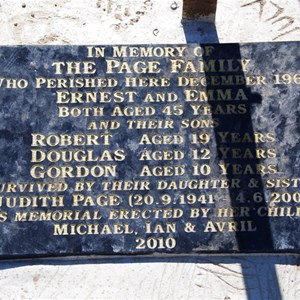 IN MEMORY OF
THE PAGE FAMILY
WHO PERISHED HERE DECEMBER 196
ERNEST AND EMMA
BOTH AGED 45 YEARS
AND THEIR SONS
ROBERT AGED 19 YEARS
DOUGLAS AGED 12 YEARS
GORDON AGED 10 YEARS
SURVIVED BY THEIR DAUGHTER & SIST
JUDITH PAGE (20.9.1941 - 4.6.200
IS MEMORIAL ERECTED BY HER CHIL
MICHAEL, IAN & AVRIL
2010